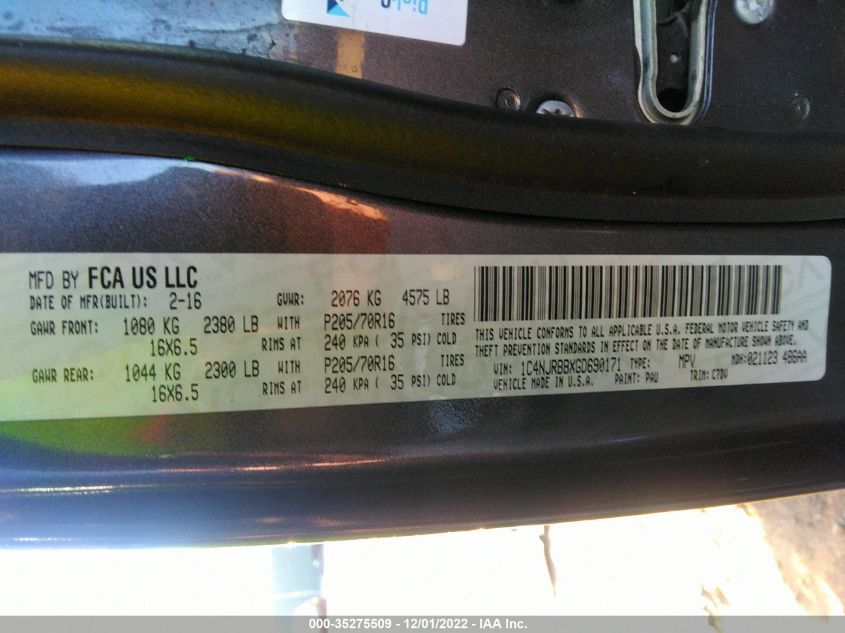 MFD BY FCA US LLC
DATE OF MFR(BUILT): 2-16 GVWR: 2076 KG 4575 LB
GAWR FRONT: 1080 KG 2380 LB WITH P205/70R16 TIRES
16X6.5 RIMS AT 240 KPA ( 35 PSI) COLD
GAWR REAR: 1044 KG 2300 LB WITH P205/70R16 TIRES
16X6.5 RIMS AT 240 KPA ( 35 PSI) COLD
THIS VEHICLE CONFORMS TO ALL APPLICABLE U.S.A. FEDERAL MOTOR VEHICLE SAFETY AND
THEFT PREVENTION STANDARDS IN EFFECT ON THE DATE OF MANUFACTURE SHOWN ABOVE.
VIN: 1C4NJRBBXGD690171 TYPE: MPV MDH: 021123 486AA
VEHICLE MADE IN U.S.A. PAINT: PAU TRIM: C7DV
000-35275509 - 12/01/2022 - IAA Inc.